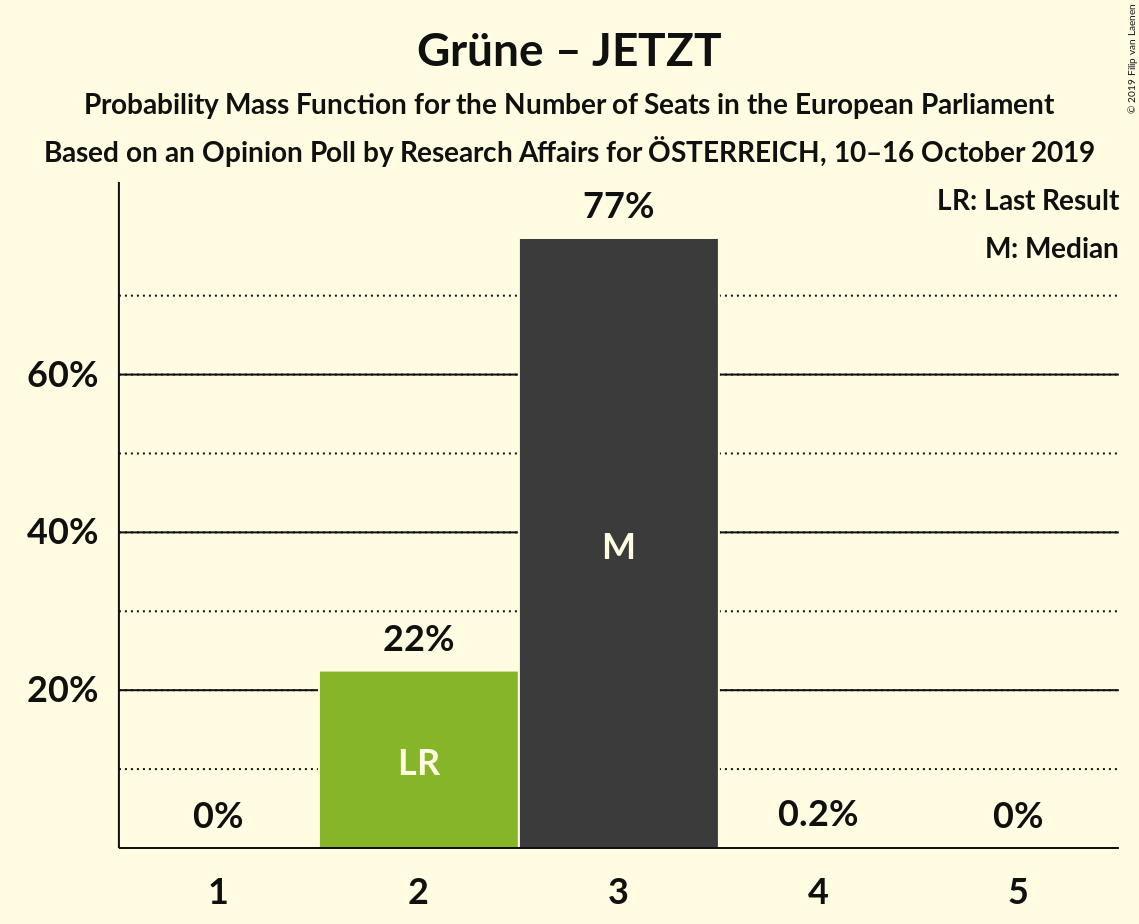 Grüne – JETZT
Probability Mass Function for the Number of Seats in the European Parliament
Based on an Opinion Poll by Research Affairs for ÖSTERREICH, 10–16 October 2019
© 2019 Filip van Laenen
LR: Last Result
M: Median
77%
60%
40%
M
22%
20%
LR
0%
0.2%
0%
1
2
3
4
5